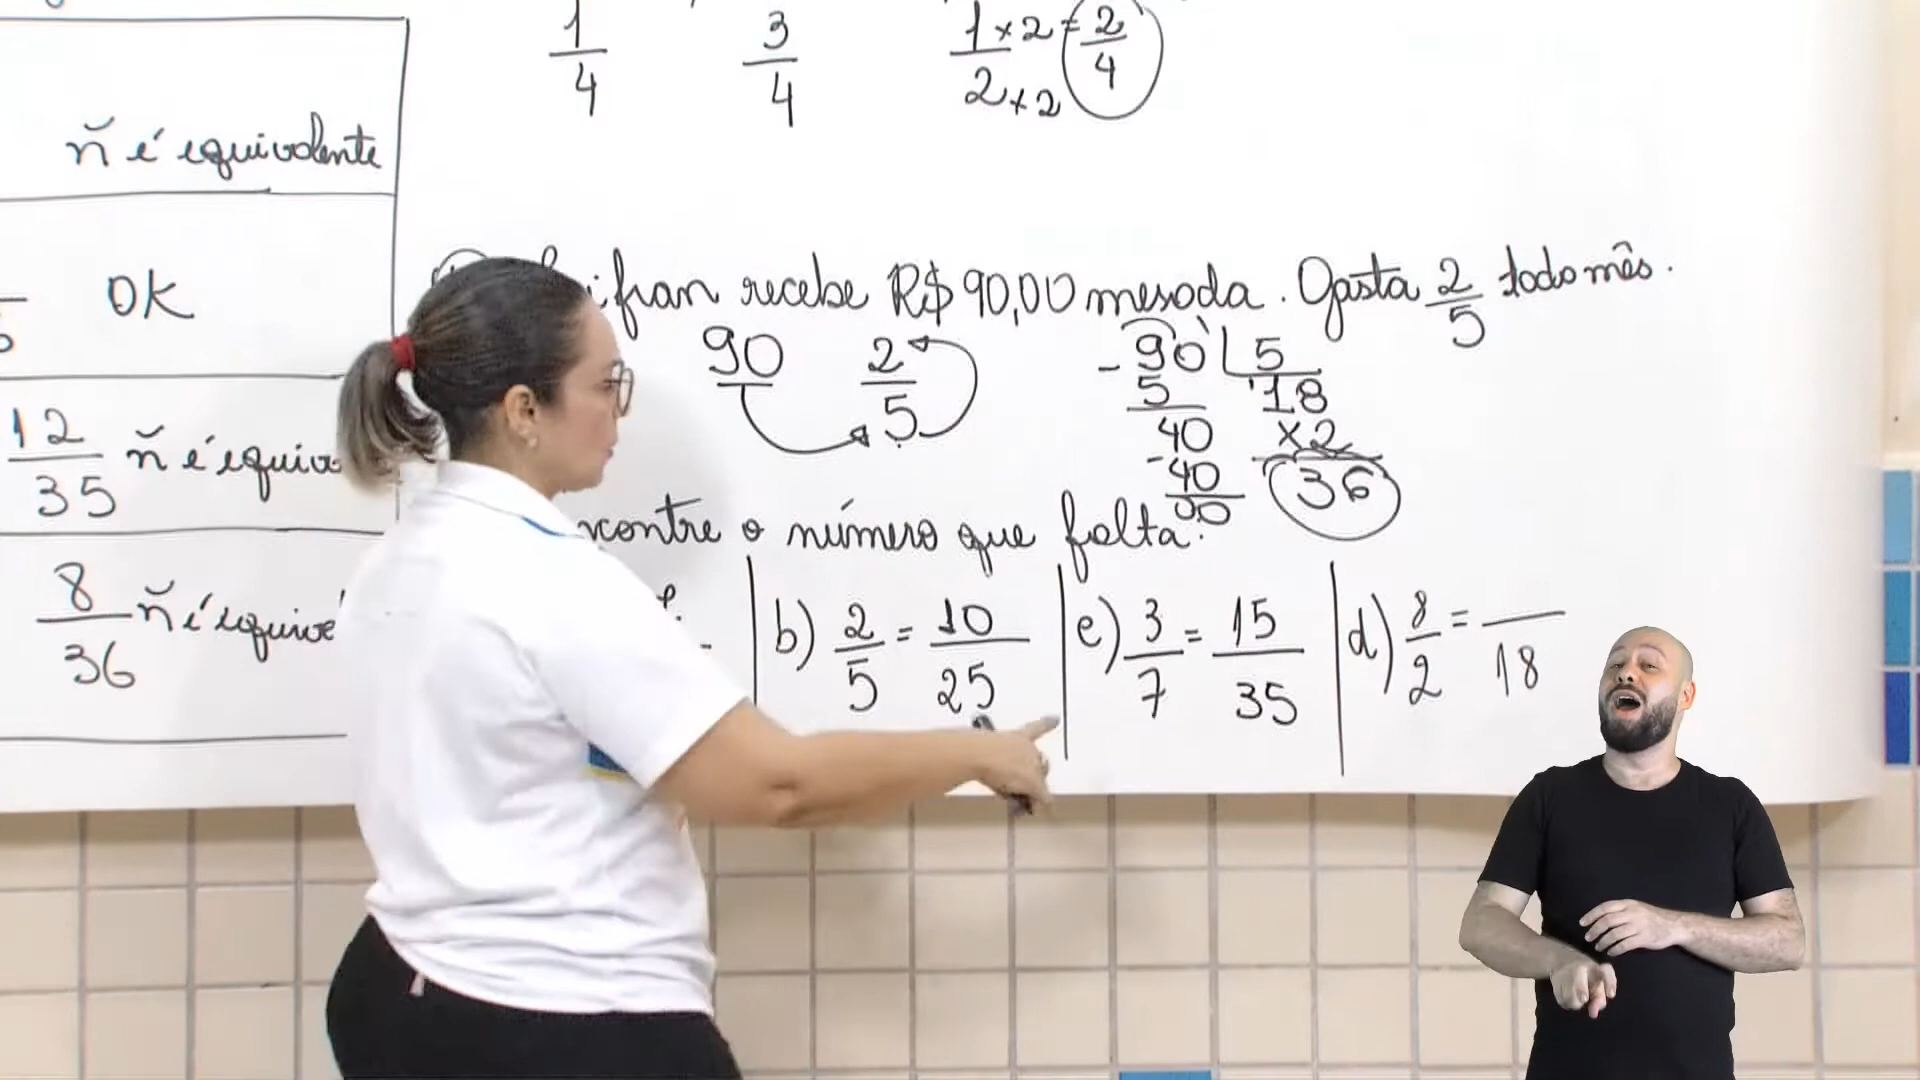 1/4 3/4 1×2/2×2 = 2/4
ñ é equivalente
OK
ifran recebe R$ 90,00 mesada. Gasta 2/5 todo mês.
90 2/5
- 90 5
5 18
40 ×2
-40 36
00
12/35 ñ é equiva
contre o número que falta.
8/36 ñ é equive
b) 2/5 = 10/25
c) 3/7 = 15/35
d) 8/2 = /18